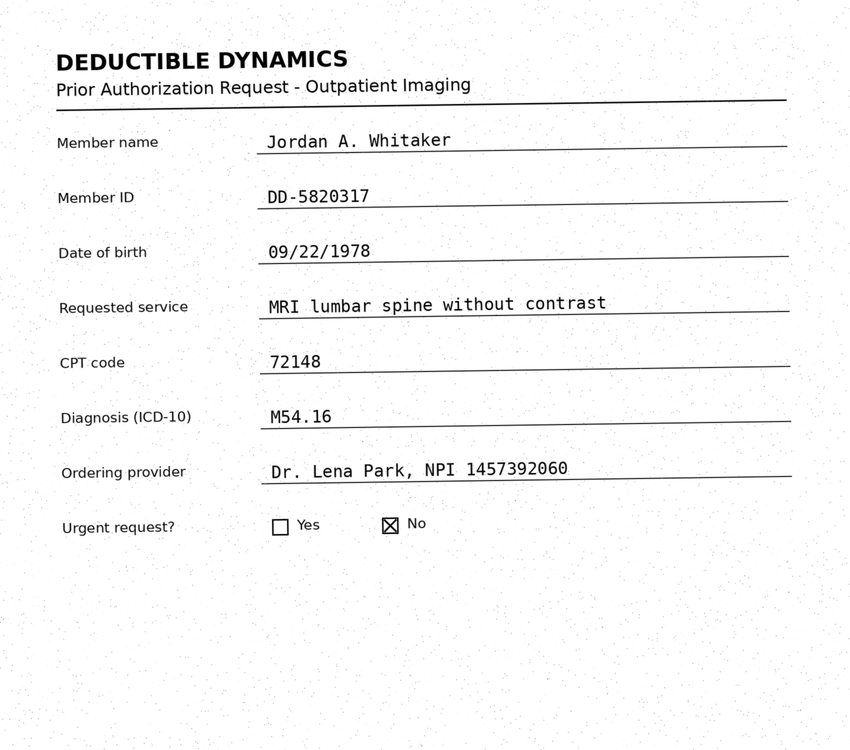 DEDUCTIBLE DYNAMICS
Prior Authorization Request - Outpatient Imaging
Member name Jordan A. Whitaker
Member ID DD-5820317
Date of birth 09/22/1978
Requested service MRI lumbar spine without contrast
CPT code 72148
Diagnosis (ICD-10) M54.16
Ordering provider Dr. Lena Park, NPI 1457392060
Urgent request? ☐ Yes ☒ No